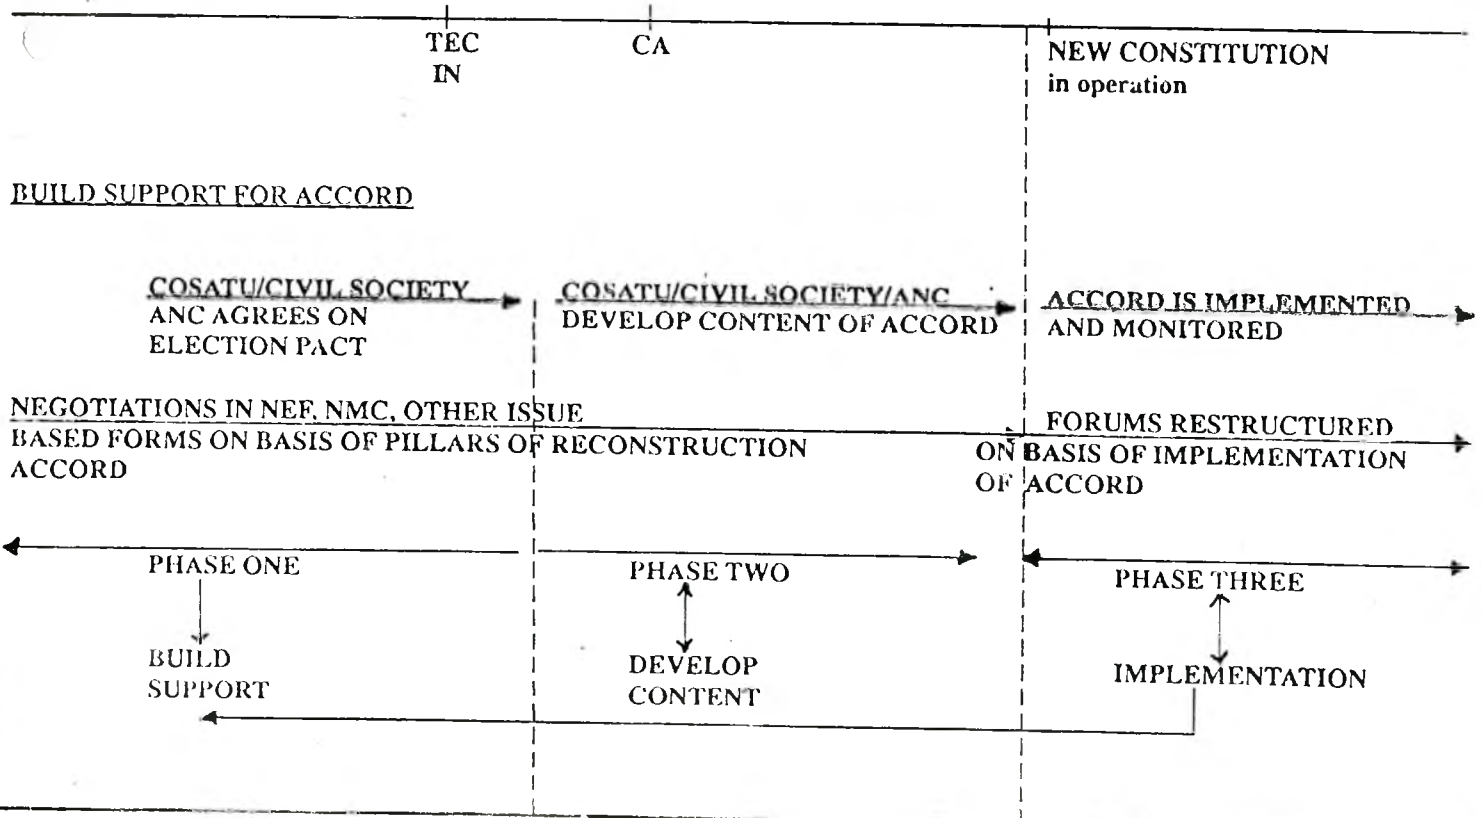 TEC
IN
CA
NEW CONSTITUTION
in operation
BUILD SUPPORT FOR ACCORD
COSATU/CIVIL SOCIETY
ANC AGREES ON
ELECTION PACT
COSATU/CIVIL SOCIETY/ANC
DEVELOP CONTENT OF ACCORD
ACCORD IS IMPLEMENTED
AND MONITORED
NEGOTIATIONS IN NEF, NMC, OTHER ISSUE
BASED FORMS ON BASIS OF PILLARS OF RECONSTRUCTION
ACCORD
FORUMS RESTRUCTURED
ON BASIS OF IMPLEMENTATION
OF ACCORD
PHASE ONE
PHASE TWO
PHASE THREE
BUILD
SUPPORT
DEVELOP
CONTENT
IMPLEMENTATION